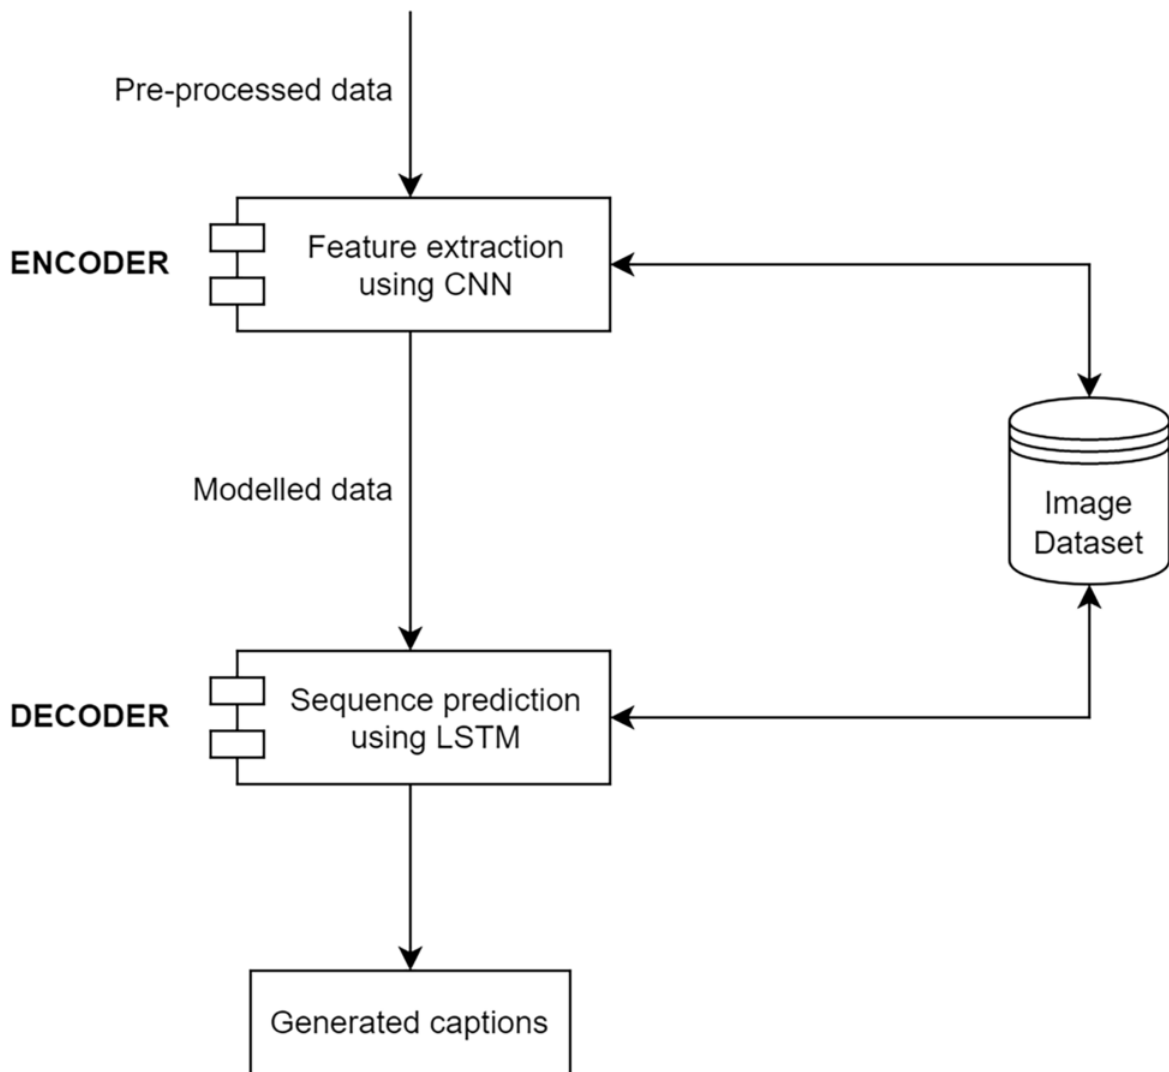 Pre-processed data
ENCODER
Feature extraction
using CNN
Modelled data
Image
Dataset
DECODER
Sequence prediction
using LSTM
Generated captions